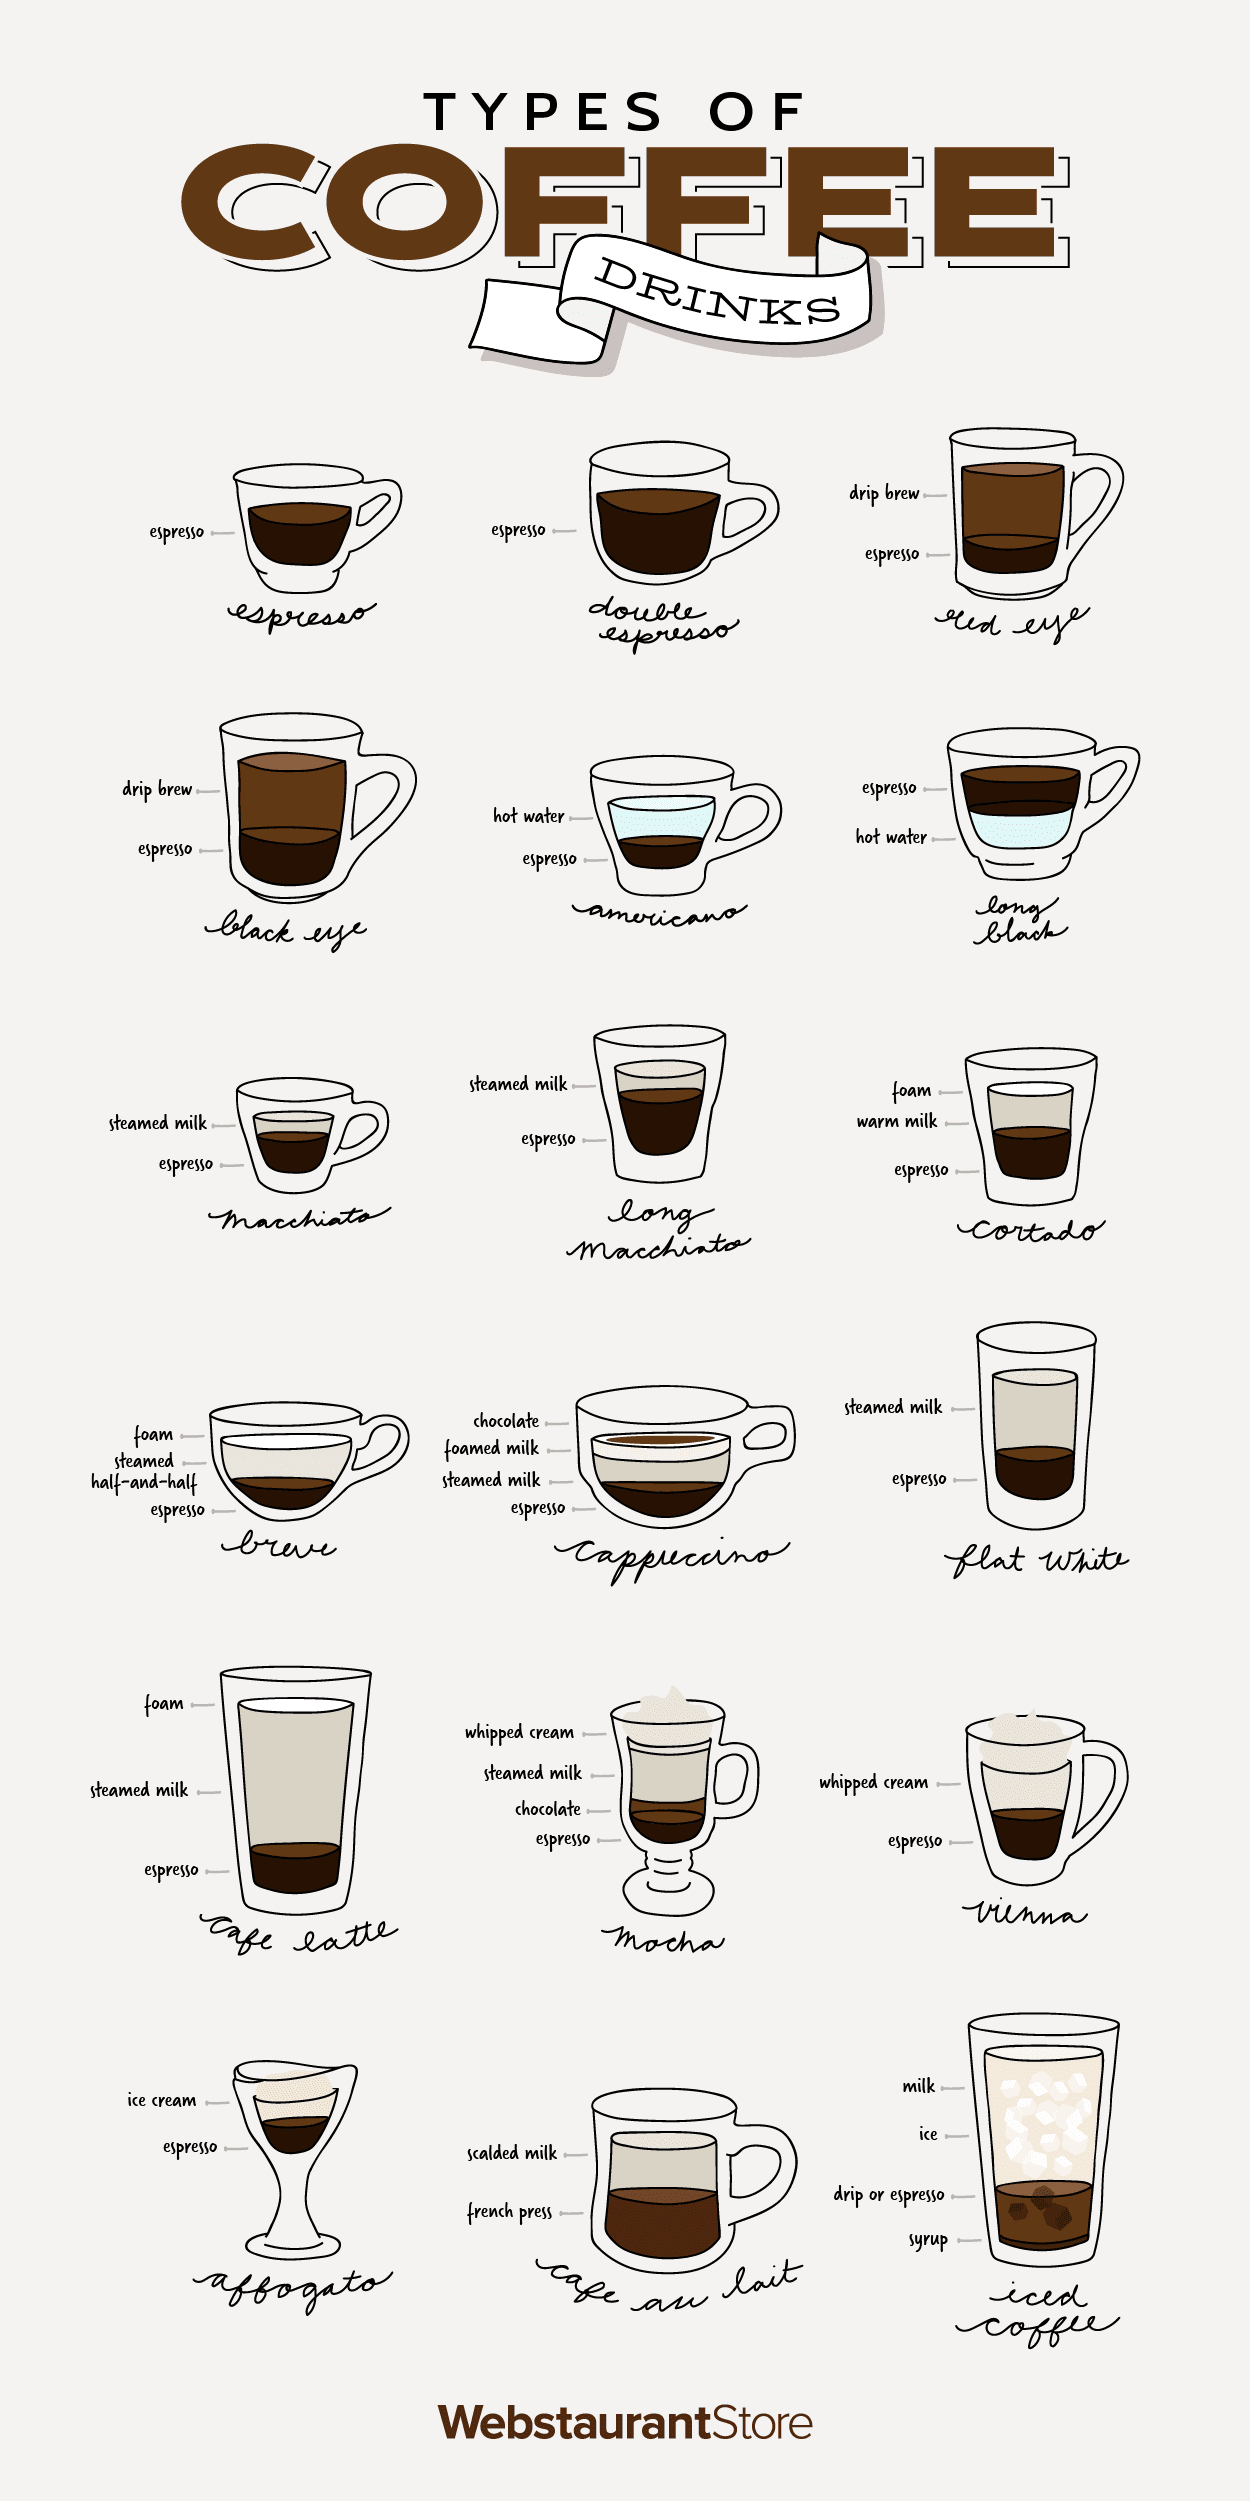 TYPES OF
COFFEE
DRINKS
espresso
espresso
espresso
double
espresso
drip brew
espresso
red eye
drip brew
espresso
black eye
hot water
espresso
americano
espresso
hot water
long
black
steamed milk
espresso
macchiato
steamed milk
espresso
long
macchiato
foam
warm milk
espresso
cortado
foam
steamed
half-and-half
espresso
breve
chocolate
foamed milk
steamed milk
espresso
cappuccino
steamed milk
espresso
flat white
foam
steamed milk
espresso
cafe latte
whipped cream
steamed milk
chocolate
espresso
mocha
whipped cream
espresso
vienna
ice cream
espresso
affogato
scalded milk
french press
cafe au lait
milk
ice
drip or espresso
syrup
iced
coffee
WebstaurantStore